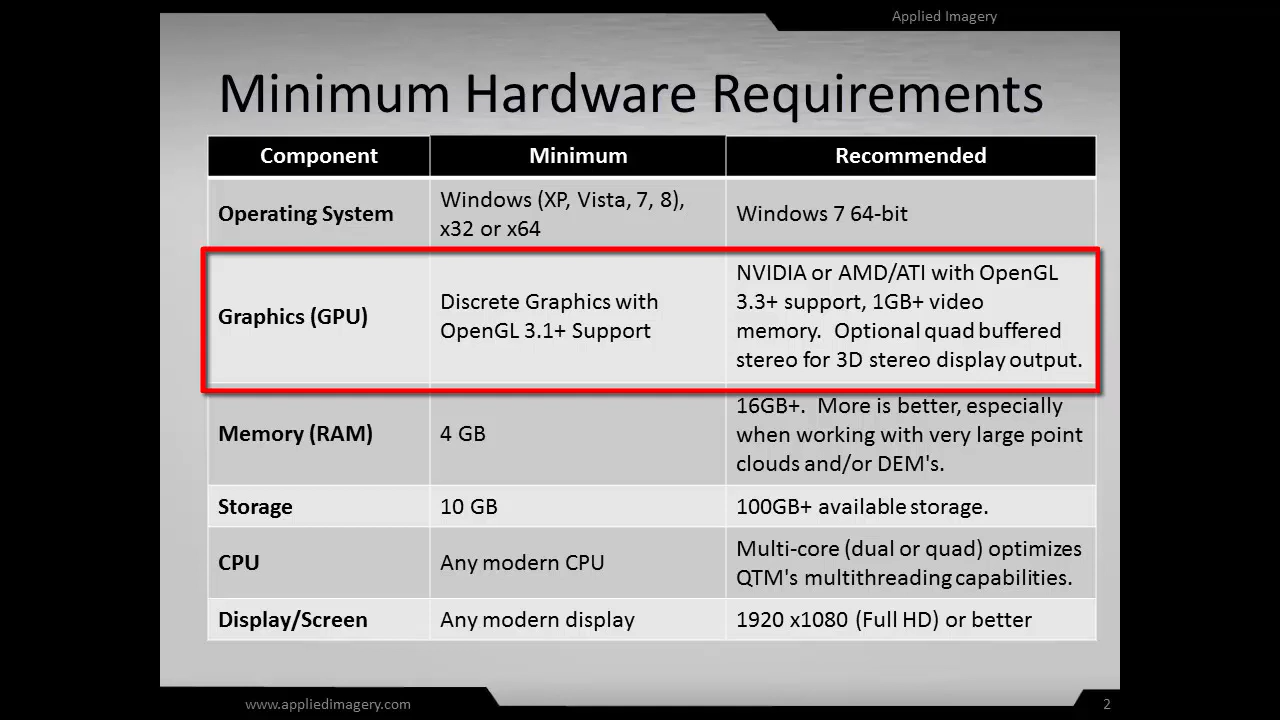 Applied Imagery
Minimum Hardware Requirements
Component
Minimum
Recommended
Operating System
Windows (XP, Vista, 7, 8),
x32 or x64
Windows 7 64-bit
Graphics (GPU)
Discrete Graphics with
OpenGL 3.1+ Support
NVIDIA or AMD/ATI with OpenGL
3.3+ support, 1GB+ video
memory.  Optional quad buffered
stereo for 3D stereo display output.
Memory (RAM)
4 GB
16GB+.  More is better, especially
when working with very large point
clouds and/or DEM's.
Storage
10 GB
100GB+ available storage.
CPU
Any modern CPU
Multi-core (dual or quad) optimizes
QTM's multithreading capabilities.
Display/Screen
Any modern display
1920 x1080 (Full HD) or better
www.appliedimagery.com
2